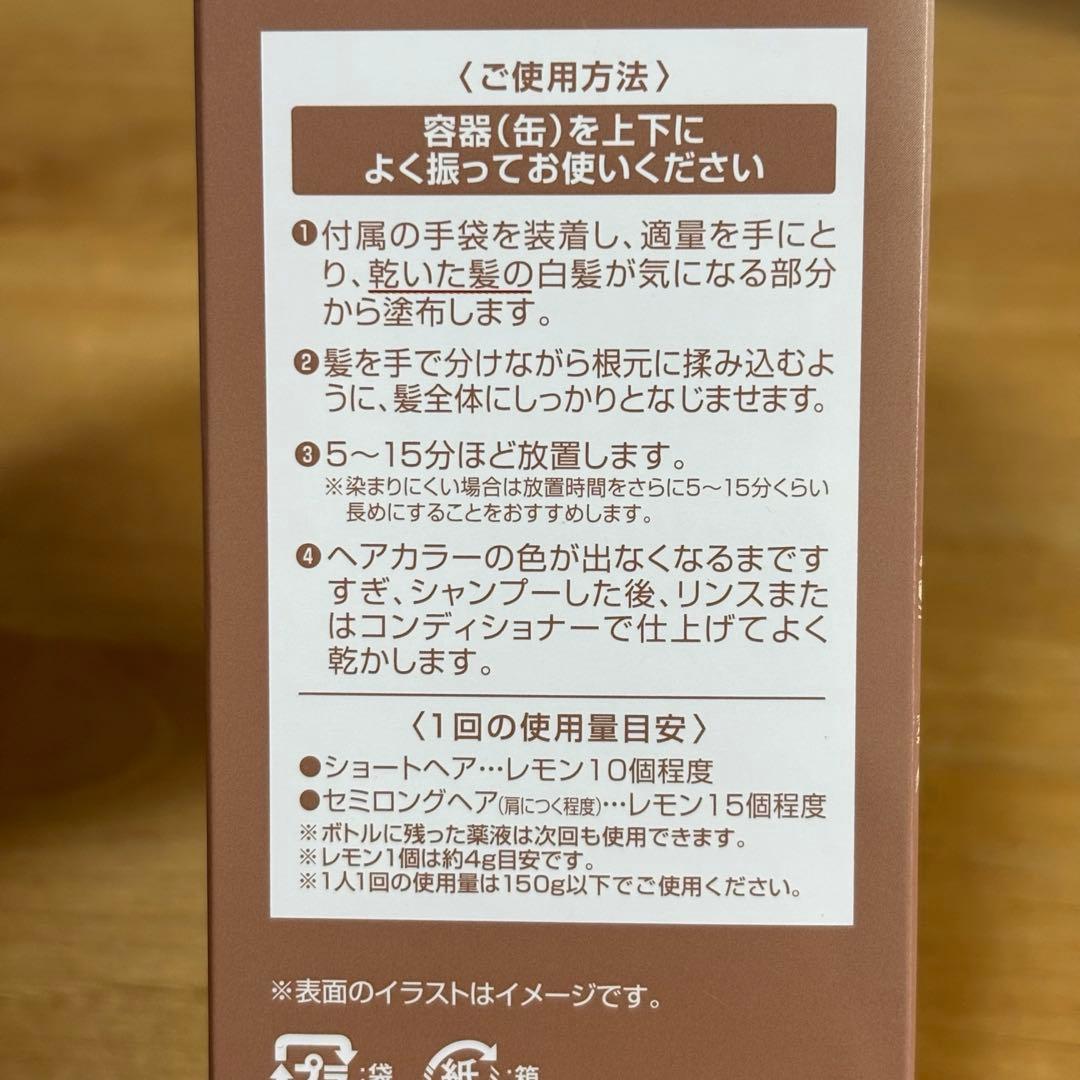 〈ご使用方法〉
容器(缶)を上下に
よく振ってお使いください
❶付属の手袋を装着し、適量を手にと
り、乾いた髪の白髪が気になる部分
から塗布します。
❷髪を手で分けながら根元に揉み込むよ
うに、髪全体にしっかりとなじませます。
❸5～15分ほど放置します。
※染まりにくい場合は放置時間をさらに5～15分くらい
長めにすることをおすすめします。
❹ヘアカラーの色が出なくなるまです
すぎ、シャンプーした後、リンスまた
はコンディショナーで仕上げてよく
乾かします。
〈1回の使用量目安〉
●ショートヘア…レモン10個程度
●セミロングヘア(肩につく程度)…レモン15個程度
※ボトルに残った薬液は次回も使用できます。
※レモン1個は約4g目安です。
※1人1回の使用量は150g以下でご使用ください。
※表面のイラストはイメージです。
プラ:袋 紙:箱